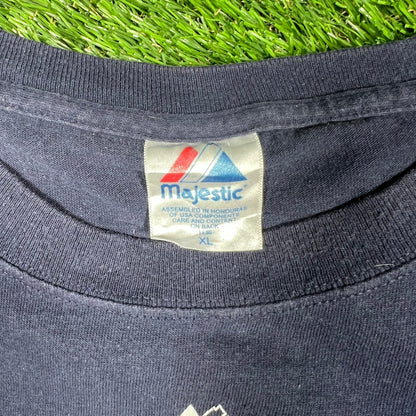 Majestic
ASSEMBLED IN HONDURAS
OF USA COMPONENTS
CARE AND CONTENT
ON BACK
XL